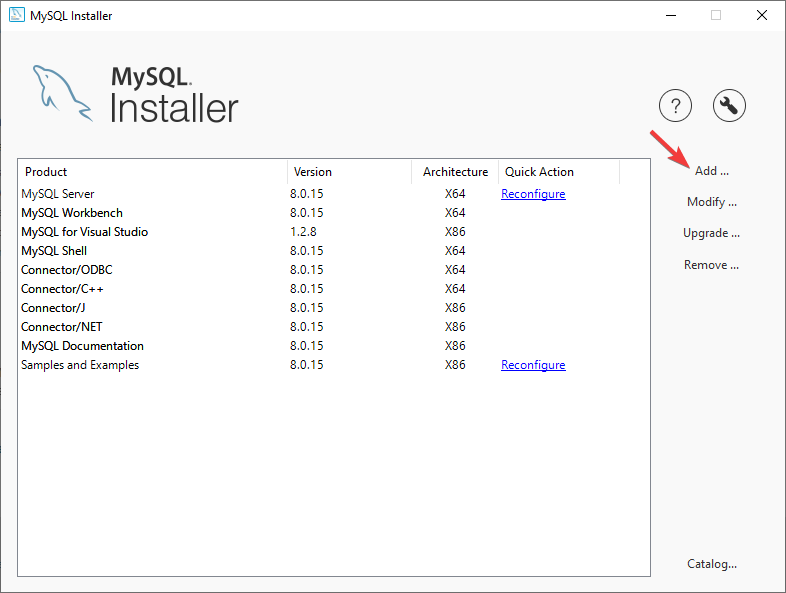 MySQL Installer
MySQL.
Installer
?
Product Version Architecture Quick Action
MySQL Server 8.0.15 X64 Reconfigure
MySQL Workbench 8.0.15 X64
MySQL for Visual Studio 1.2.8 X86
MySQL Shell 8.0.15 X64
Connector/ODBC 8.0.15 X64
Connector/C++ 8.0.15 X64
Connector/J 8.0.15 X86
Connector/NET 8.0.15 X86
MySQL Documentation 8.0.15 X86
Samples and Examples 8.0.15 X86 Reconfigure
Add ...
Modify ...
Upgrade ...
Remove ...
Catalog...